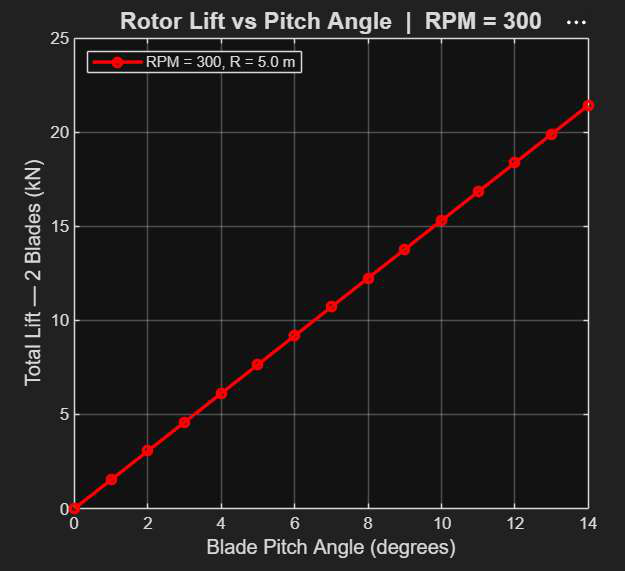 Rotor Lift vs Pitch Angle | RPM = 300 ...
RPM = 300, R = 5.0 m
25
20
15
10
5
0
Total Lift — 2 Blades (kN)
0 2 4 6 8 10 12 14
Blade Pitch Angle (degrees)